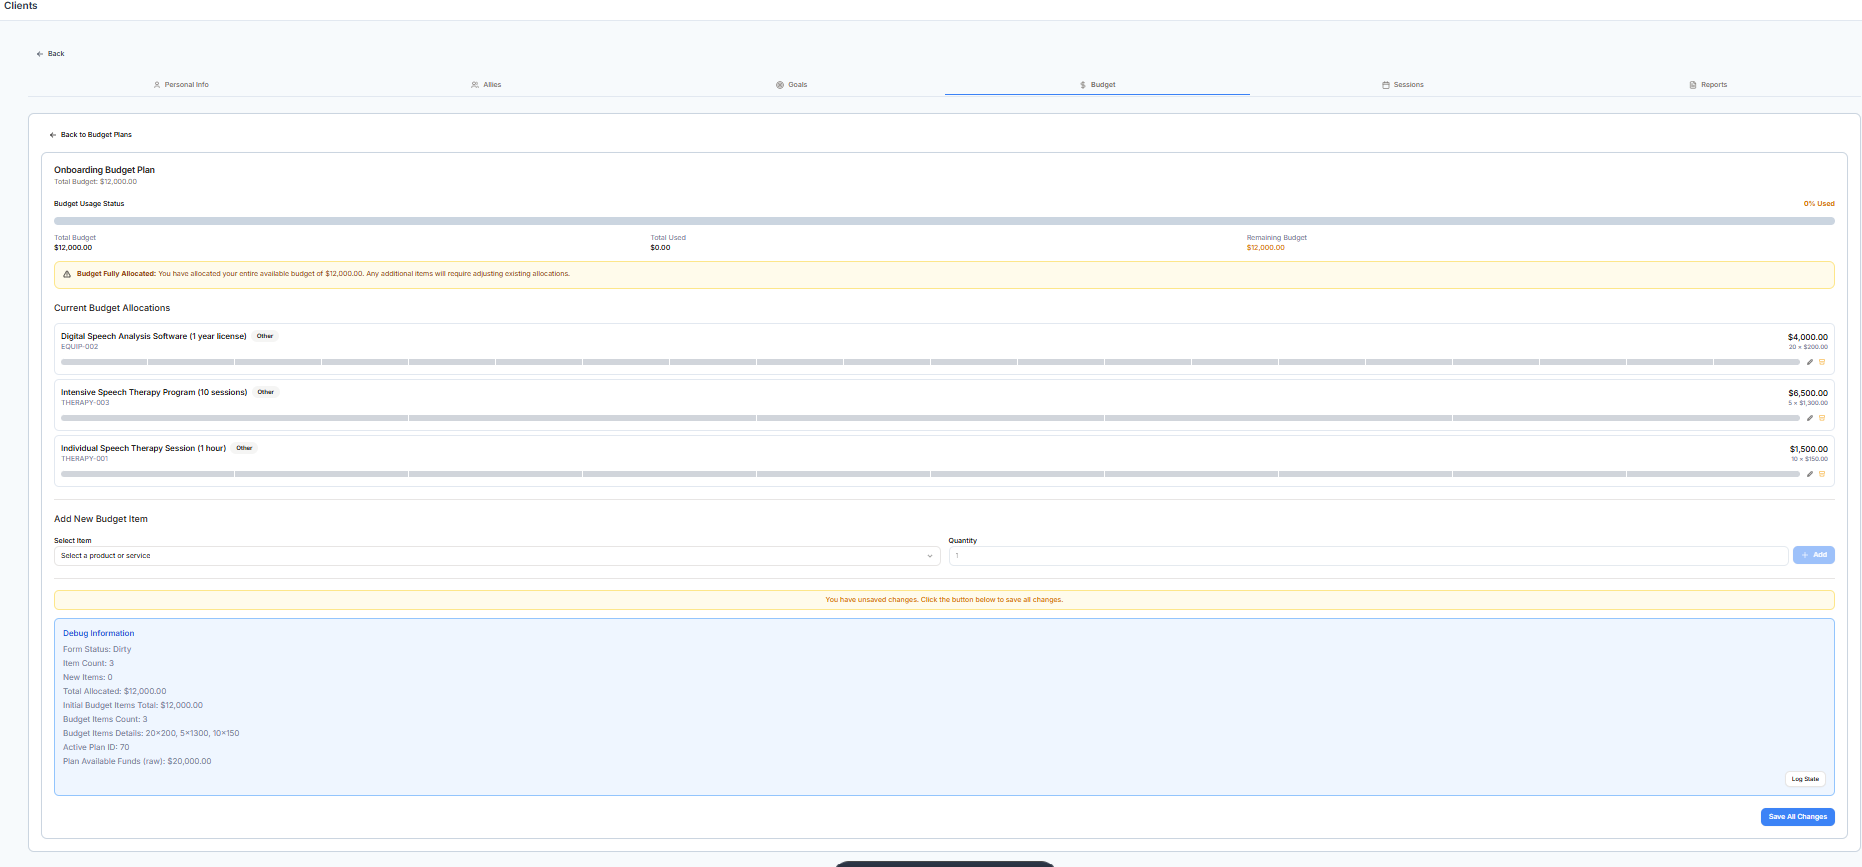 Clients
Back
Personal Info
Allies
Goals
Budget
Sessions
Reports
Back to Budget Plans
Onboarding Budget Plan
Total Budget: $12,000.00
Budget Usage Status
0% Used
Total Budget
$12,000.00
Total Used
$0.00
Remaining Budget
$12,000.00
Budget Fully Allocated: You have allocated your entire available budget of $12,000.00. Any additional items will require adjusting existing allocations.
Current Budget Allocations
Digital Speech Analysis Software (1 year license) Other
EQUIP-002
$4,000.00
20 × $200.00
Intensive Speech Therapy Program (10 sessions) Other
THERAPY-003
$6,500.00
5 × $1,300.00
Individual Speech Therapy Session (1 hour) Other
THERAPY-001
$1,500.00
10 × $150.00
Add New Budget Item
Select Item
Select a product or service
Quantity
1
Add
You have unsaved changes. Click the button below to save all changes.
Debug Information
Form Status: Dirty
Item Count: 3
New Items: 0
Total Allocated: $12,000.00
Initial Budget Items Total: $12,000.00
Budget Items Count: 3
Budget Items Details: 20×200, 5×1300, 10×150
Active Plan ID: 70
Plan Available Funds (raw): $20,000.00
Log State
Save All Changes